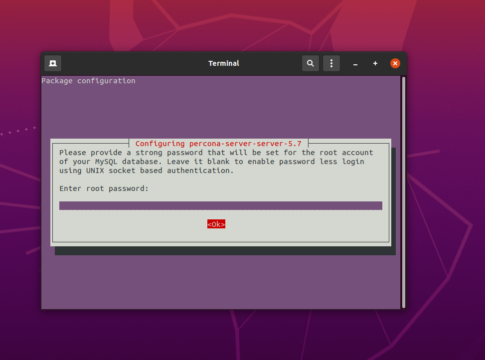 Terminal
Package configuration
Configuring percona-server-server-5.7
Please provide a strong password that will be set for the root account
of your MySQL database. Leave it blank to enable password less login
using UNIX socket based authentication.
Enter root password:
<Ok>